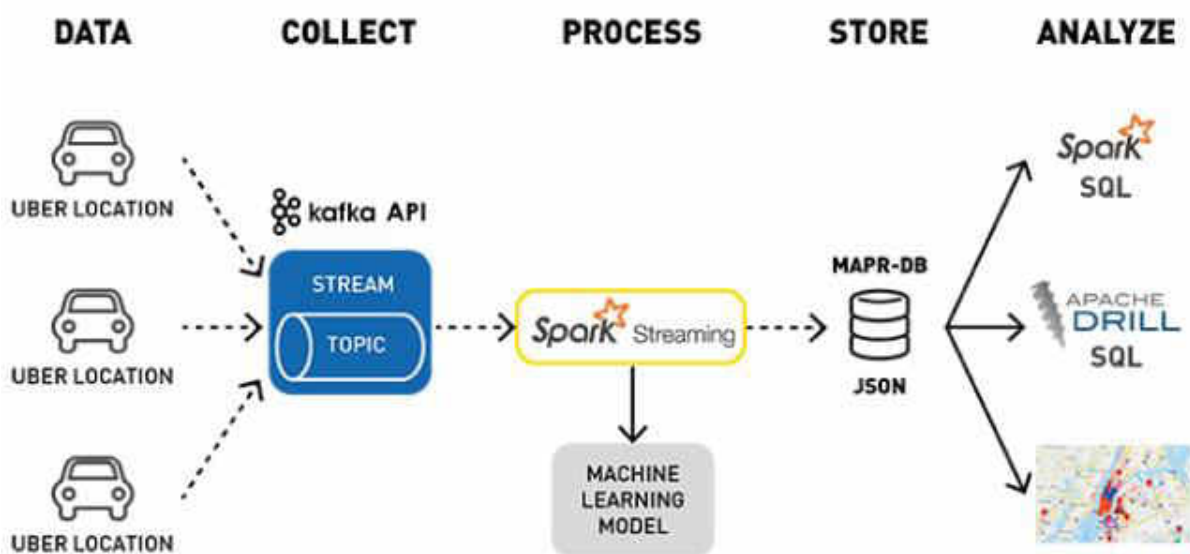 DATA
COLLECT
PROCESS
STORE
ANALYZE
UBER LOCATION
UBER LOCATION
UBER LOCATION
kafka API
STREAM
TOPIC
Spark Streaming
MACHINE
LEARNING
MODEL
MAPR-DB
JSON
Spark
SQL
APACHE
DRILL
SQL